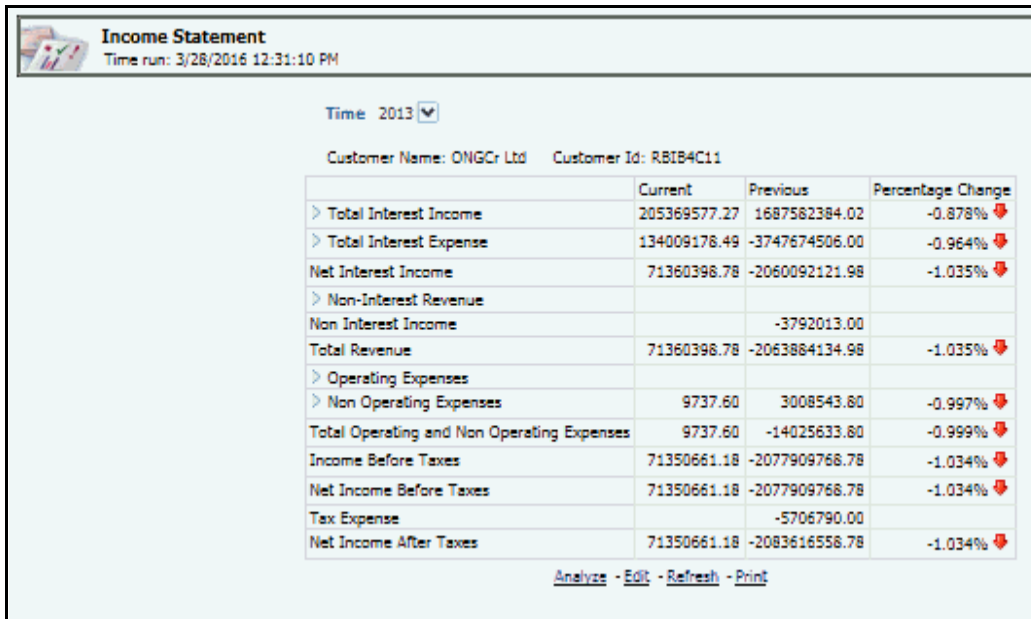 Income Statement
Time run: 3/28/2016 12:31:10 PM
Time 2013
Customer Name: ONGCr Ltd Customer Id: RBIB4C11
Current Previous Percentage Change
> Total Interest Income 205369577.27 1687582384.02 -0.878%
> Total Interest Expense 134009178.49 -3747674506.00 -0.964%
Net Interest Income 71360398.78 -2060092121.98 -1.035%
> Non-Interest Revenue
Non Interest Income -3792013.00
Total Revenue 71360398.78 -2063884134.98 -1.035%
> Operating Expenses
> Non Operating Expenses 9737.60 3008543.80 -0.997%
Total Operating and Non Operating Expenses 9737.60 -14025633.80 -0.999%
Income Before Taxes 71350661.18 -2077909768.78 -1.034%
Net Income Before Taxes 71350661.18 -2077909768.78 -1.034%
Tax Expense -5706790.00
Net Income After Taxes 71350661.18 -2083616558.78 -1.034%
Analyze - Edit - Refresh - Print